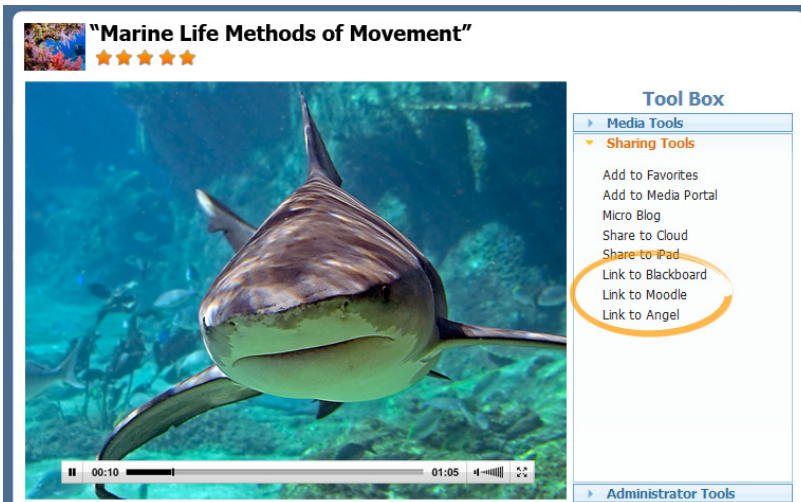 “Marine Life Methods of Movement”
Tool Box
Media Tools
Sharing Tools
Add to Favorites
Add to Media Portal
Micro Blog
Share to Cloud
Share to iPad
Link to Blackboard
Link to Moodle
Link to Angel
00:10
01:05
Administrator Tools